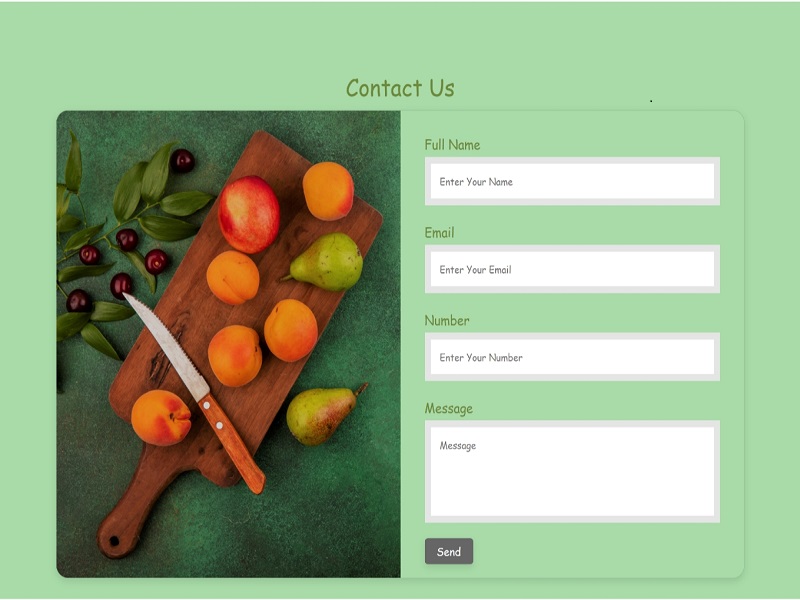 Contact Us
Full Name
Enter Your Name
Email
Enter Your Email
Number
Enter Your Number
Message
Message
Send